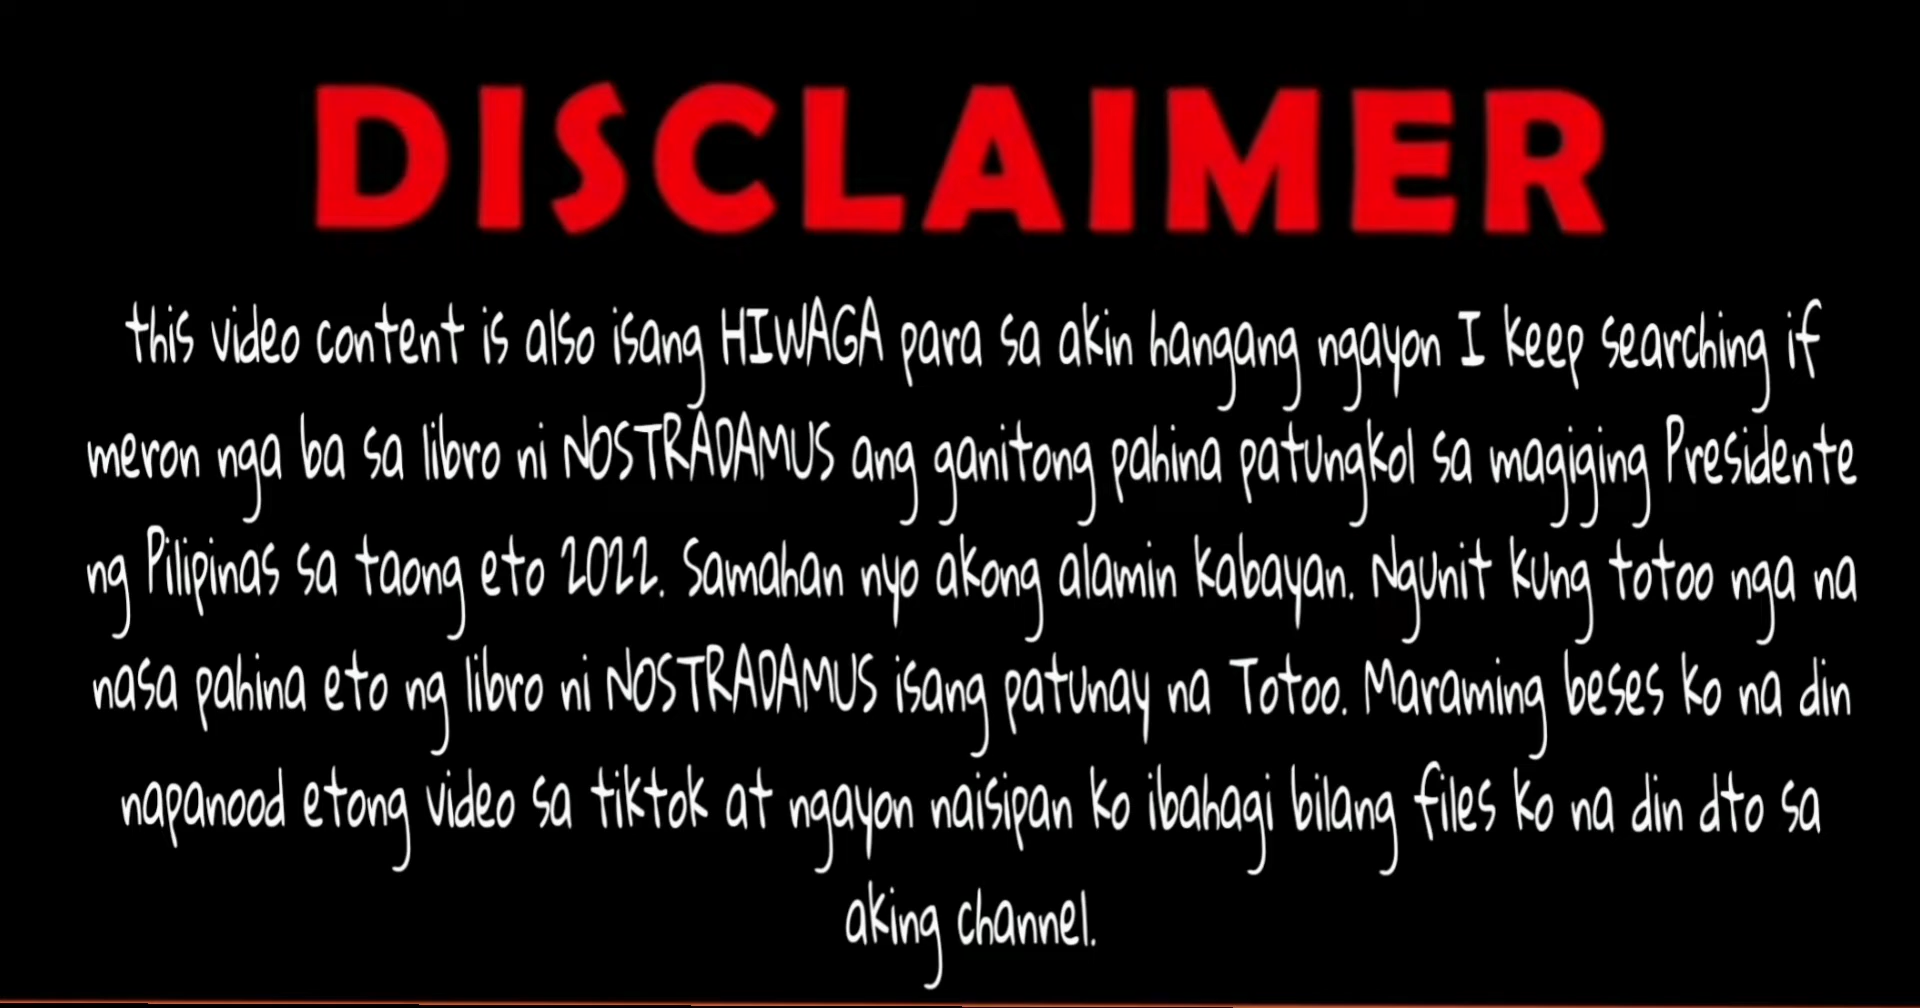 DISCLAIMER
this video content is also isang HIWAGA para sa akin hangang ngayon I keep searching if
meron nga ba sa libro ni NOSTRADAMUS ang ganitong pahina patungkol sa magiging Presidente
ng Pilipinas sa taong eto 2022. Samahan nyo akong alamin kabayan. Ngunit kung totoo nga na
nasa pahina eto ng libro ni NOSTRADAMUS isang patunay na Totoo. Maraming beses ko na din
napanood etong video sa tiktok at ngayon naisipan ko ibahagi bilang files ko na din dto sa
aking channel.